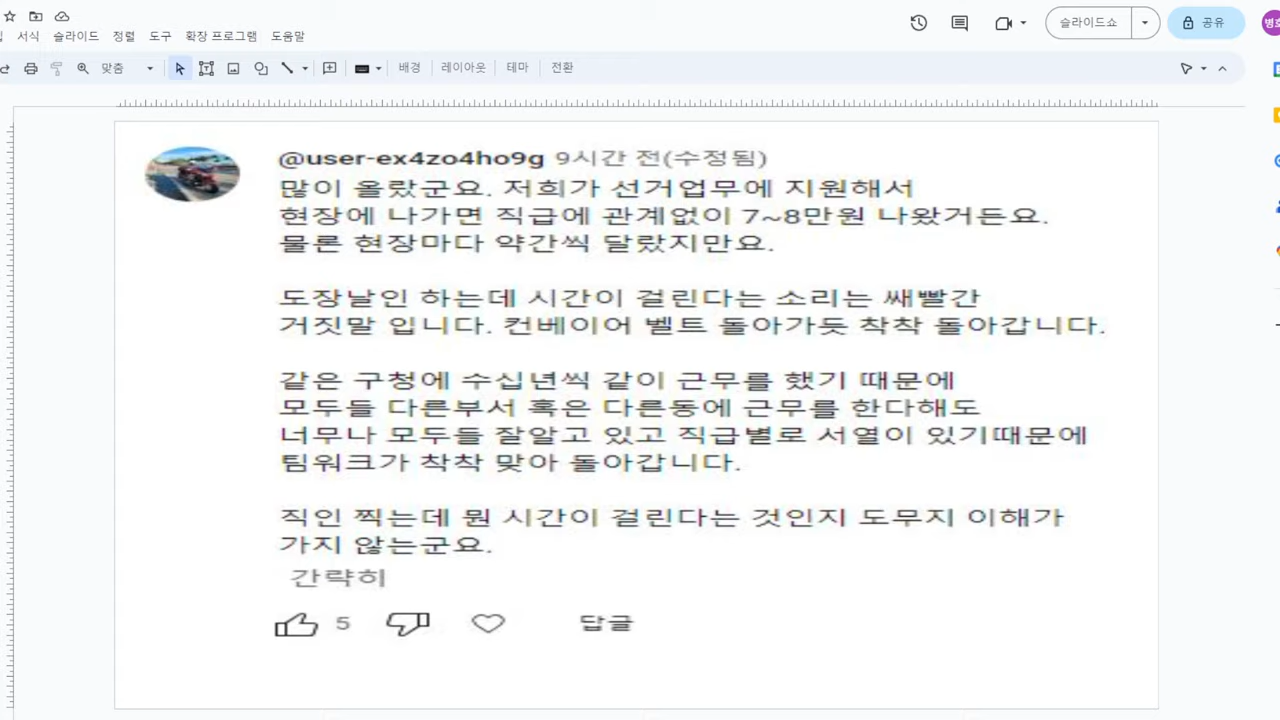 서식 슬라이드 정렬 도구 확장 프로그램 도움말
슬라이드쇼
공유
병호
맞춤
배경 레이아웃 테마 전환
@user-ex4zo4ho9g 9시간 전(수정됨)
많이 올랐군요. 저희가 선거업무에 지원해서
현장에 나가면 직급에 관계없이 7~8만원 나왔거든요.
물론 현장마다 약간씩 달랐지만요.
도장날인 하는데 시간이 걸린다는 소리는 쌔빨간
거짓말 입니다. 컨베이어 벨트 돌아가듯 착착 돌아갑니다.
같은 구청에 수십년씩 같이 근무를 했기 때문에
모두들 다른부서 혹은 다른동에 근무를 한다해도
너무나 모두들 잘알고 있고 직급별로 서열이 있기때문에
팀워크가 착착 맞아 돌아갑니다.
직인 찍는데 뭔 시간이 걸린다는 것인지 도무지 이해가
가지 않는군요.
간략히
5 답글